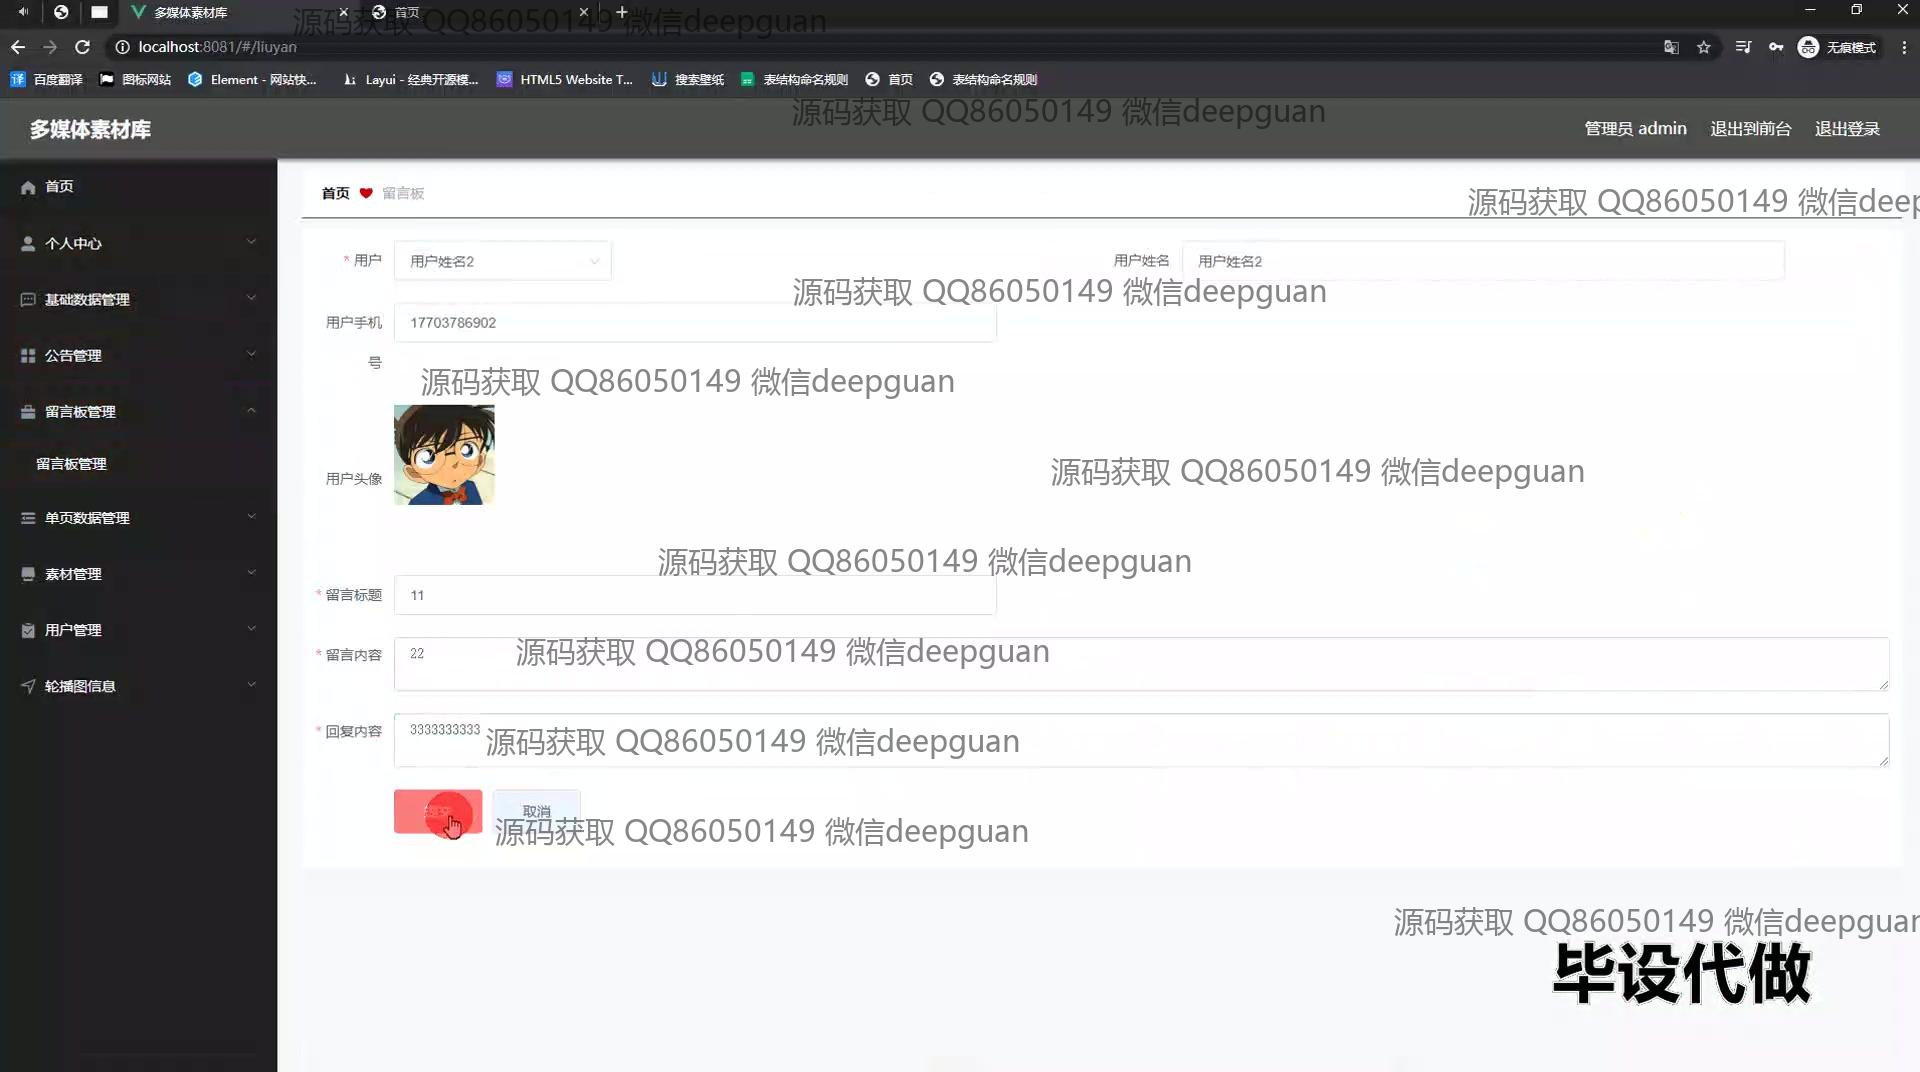 多媒体素材库
首页
源码获取 QQ86050149 微信deepguan
localhost:8081/#/liuyan
无痕模式
百度翻译
图标网站
Element - 网站快...
Layui - 经典开源模...
HTML5 Website T...
搜索壁纸
表结构命名规则
首页
表结构命名规则
源码获取 QQ86050149 微信deepguan
多媒体素材库
管理员 admin
退出到前台
退出登录
首页
个人中心
基础数据管理
公告管理
留言板管理
留言板管理
单页数据管理
素材管理
用户管理
轮播图信息
首页 留言板
源码获取 QQ86050149 微信deep
* 用户 用户姓名2
用户姓名 用户姓名2
源码获取 QQ86050149 微信deepguan
用户手机号 17703786902
源码获取 QQ86050149 微信deepguan
用户头像
源码获取 QQ86050149 微信deepguan
源码获取 QQ86050149 微信deepguan
* 留言标题 11
* 留言内容 22
源码获取 QQ86050149 微信deepguan
* 回复内容 3333333333
源码获取 QQ86050149 微信deepguan
取消
源码获取 QQ86050149 微信deepguan
源码获取 QQ86050149 微信deepguan
毕设代做